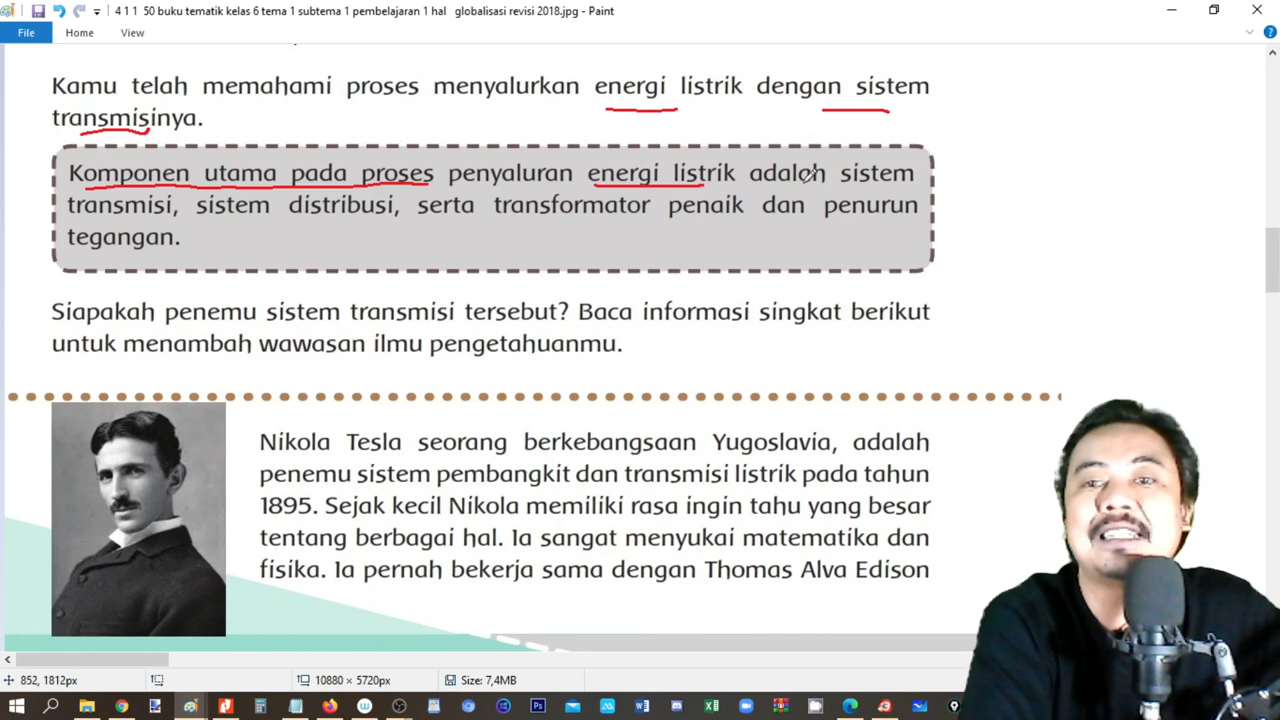 4 1 1 50 buku tematik kelas 6 tema 1 subtema 1 pembelajaran 1 hal globalisasi revisi 2018.jpg - Paint
File Home View
Kamu telah memahami proses menyalurkan energi listrik dengan sistem
transmisinya.
Komponen utama pada proses penyaluran energi listrik adalah sistem
transmisi, sistem distribusi, serta transformator penaik dan penurun
tegangan.
Siapakah penemu sistem transmisi tersebut? Baca informasi singkat berikut
untuk menambah wawasan ilmu pengetahuanmu.
Nikola Tesla seorang berkebangsaan Yugoslavia, adalah
penemu sistem pembangkit dan transmisi listrik pada tahun
1895. Sejak kecil Nikola memiliki rasa ingin tahu yang besar
tentang berbagai hal. Ia sangat menyukai matematika dan
fisika. Ia pernah bekerja sama dengan Thomas Alva Edison
852, 1812px 10880 × 5720px Size: 7,4MB